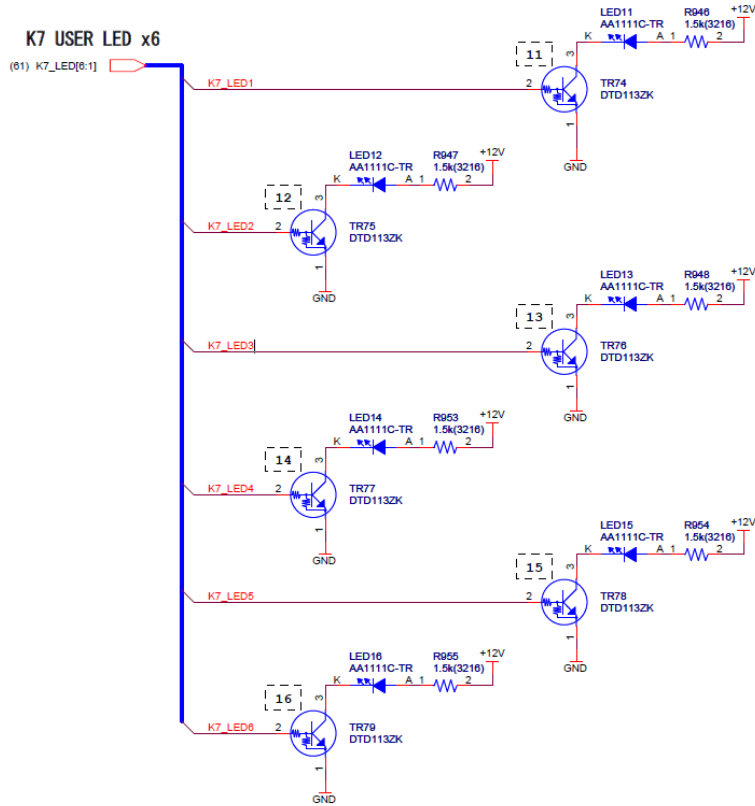 K7 USER LED x6
(61) K7_LED[6:1]
LED11
AA1111C-TR
R946
1.5k(3216)
+12V
K
A
1
2
11
3
K7_LED1
2
TR74
DTD113ZK
1
GND
LED12
AA1111C-TR
R947
1.5k(3216)
+12V
K
A
1
2
12
3
K7_LED2
2
TR75
DTD113ZK
1
GND
LED13
AA1111C-TR
R948
1.5k(3216)
+12V
K
A
1
2
13
3
K7_LED3
2
TR76
DTD113ZK
1
GND
LED14
AA1111C-TR
R953
1.5k(3216)
+12V
K
A
1
2
14
3
K7_LED4
2
TR77
DTD113ZK
1
GND
LED15
AA1111C-TR
R954
1.5k(3216)
+12V
K
A
1
2
15
3
K7_LED5
2
TR78
DTD113ZK
1
GND
LED16
AA1111C-TR
R955
1.5k(3216)
+12V
K
A
1
2
16
3
K7_LED6
2
TR79
DTD113ZK
1
GND